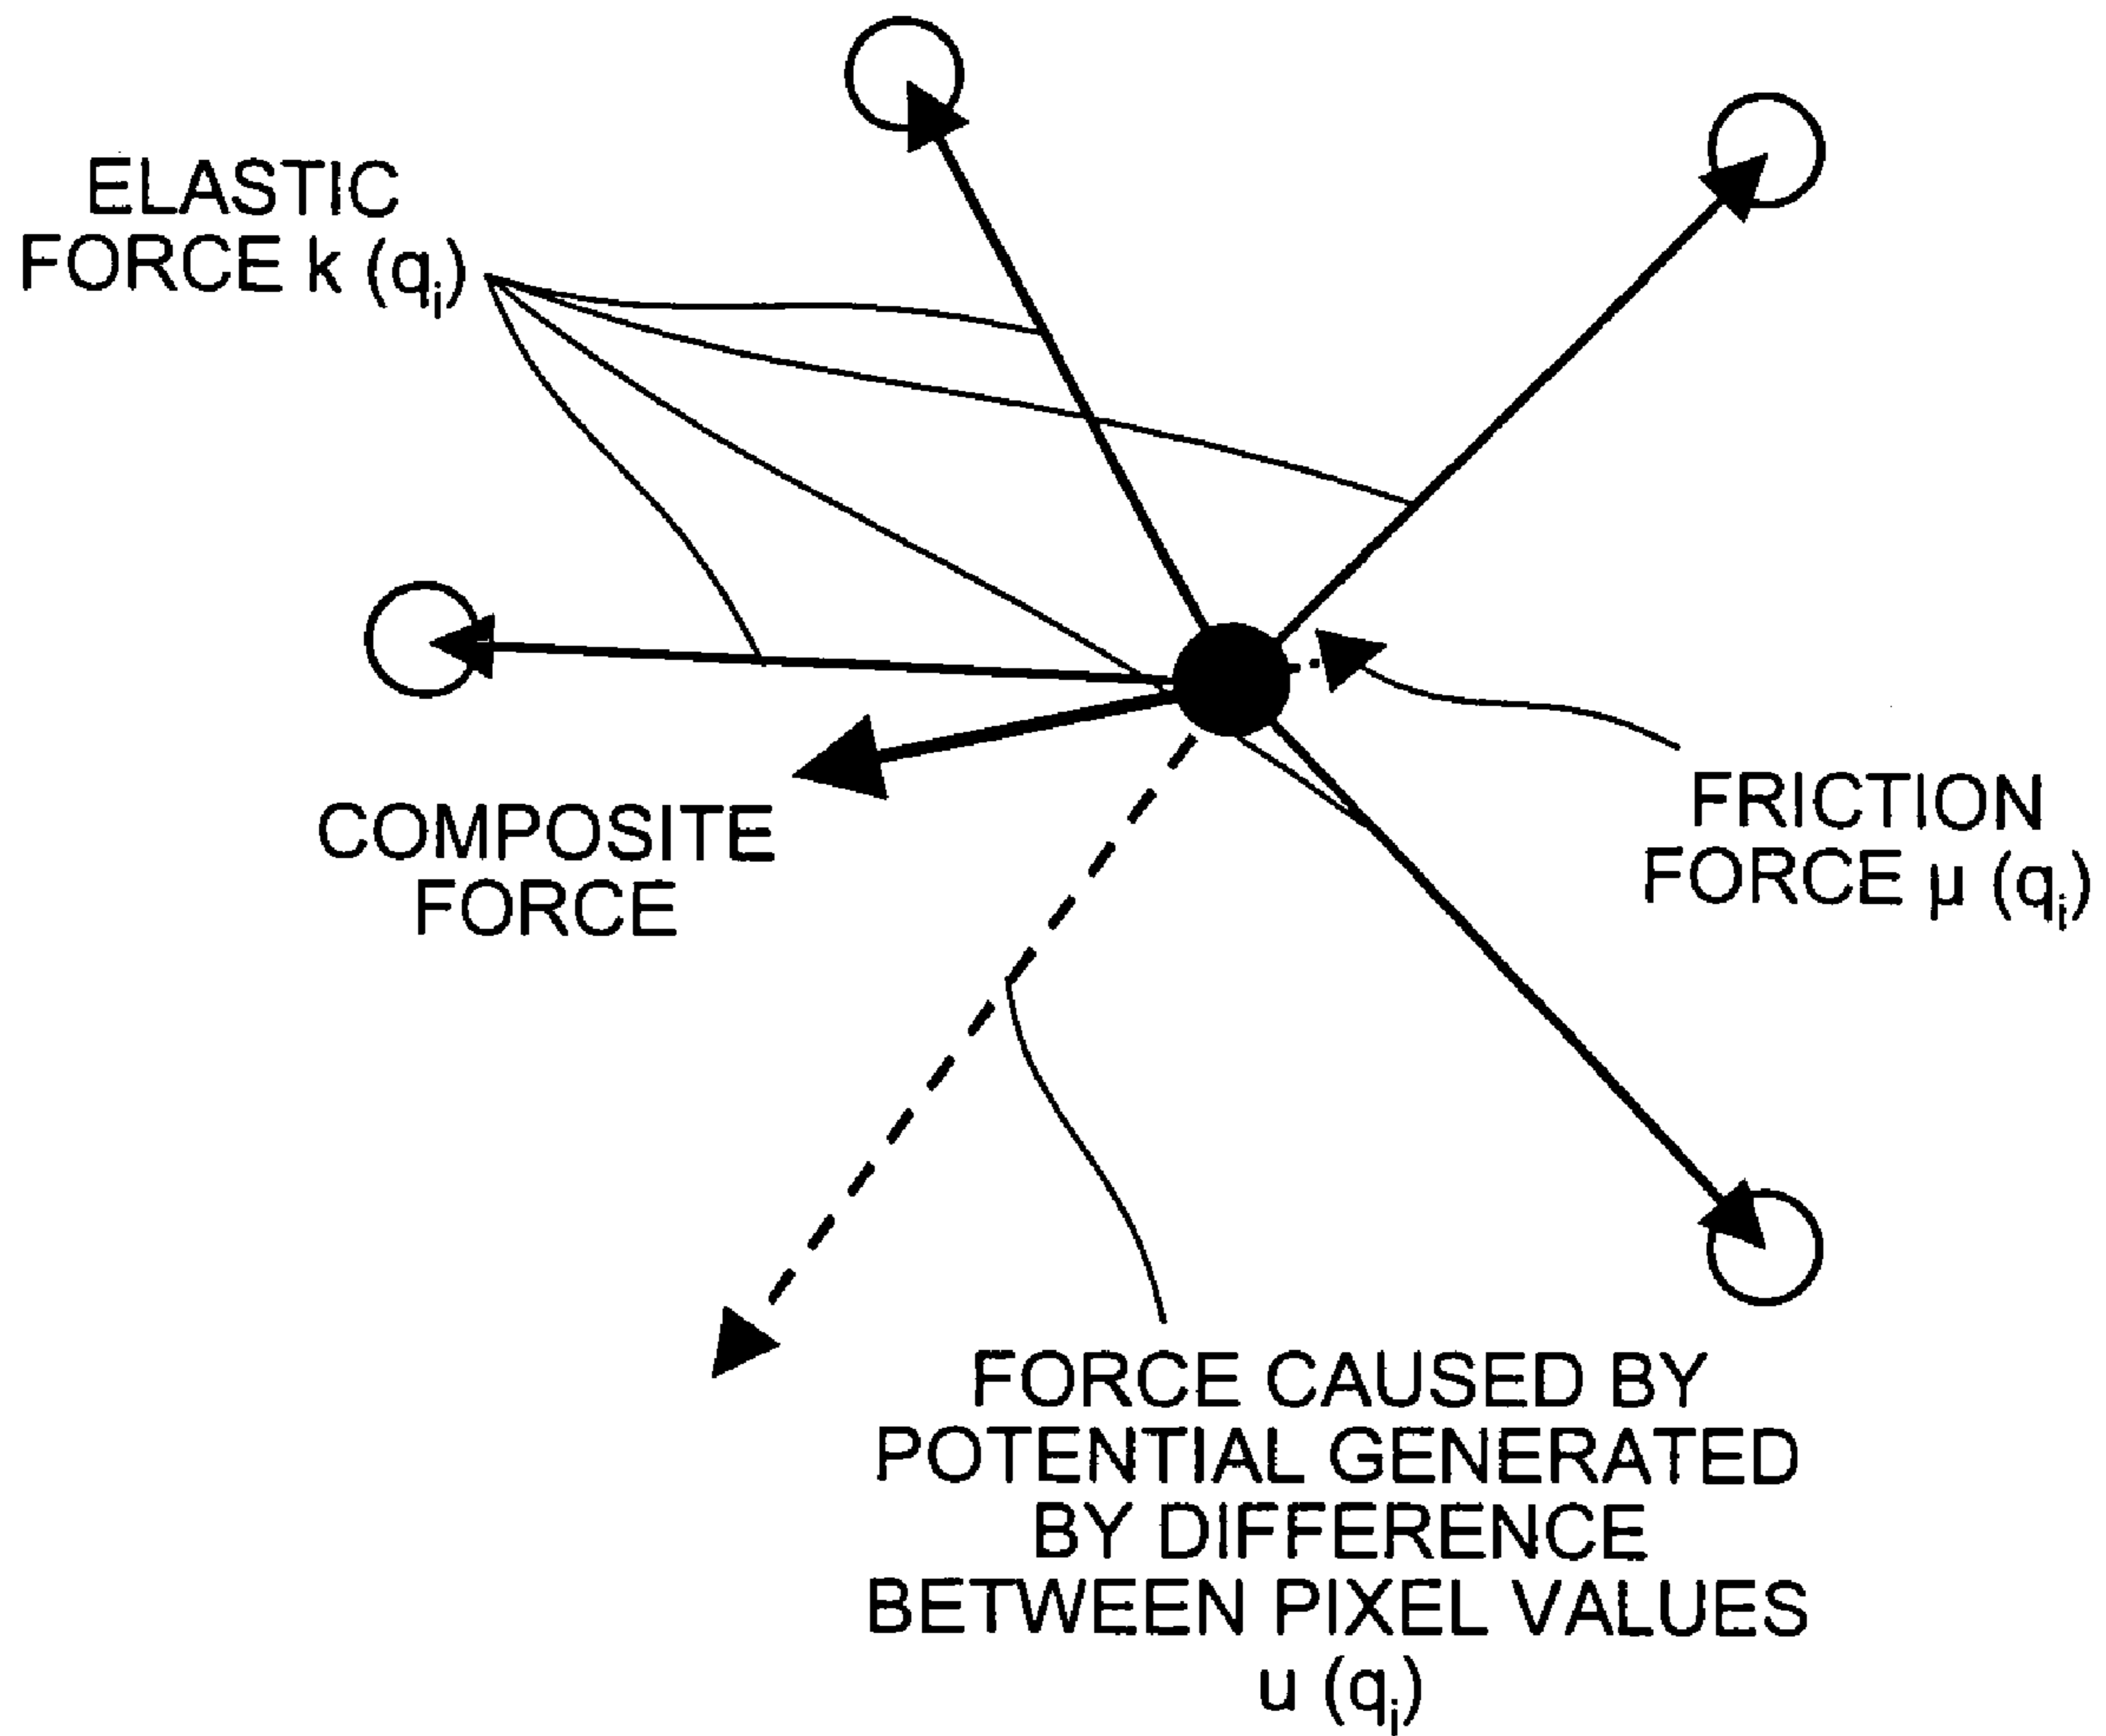 ELASTIC
FORCE k (qᵢ)
COMPOSITE
FORCE
FRICTION
FORCE μ (qᵢ)
FORCE CAUSED BY
POTENTIAL GENERATED
BY DIFFERENCE
BETWEEN PIXEL VALUES
u (qᵢ)